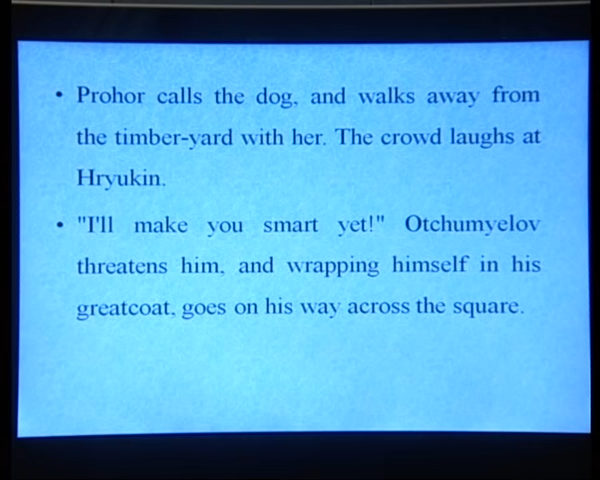 • Prohor calls the dog, and walks away from
the timber-yard with her. The crowd laughs at
Hryukin.
• "I'll make you smart yet!" Otchumyelov
threatens him, and wrapping himself in his
greatcoat, goes on his way across the square.